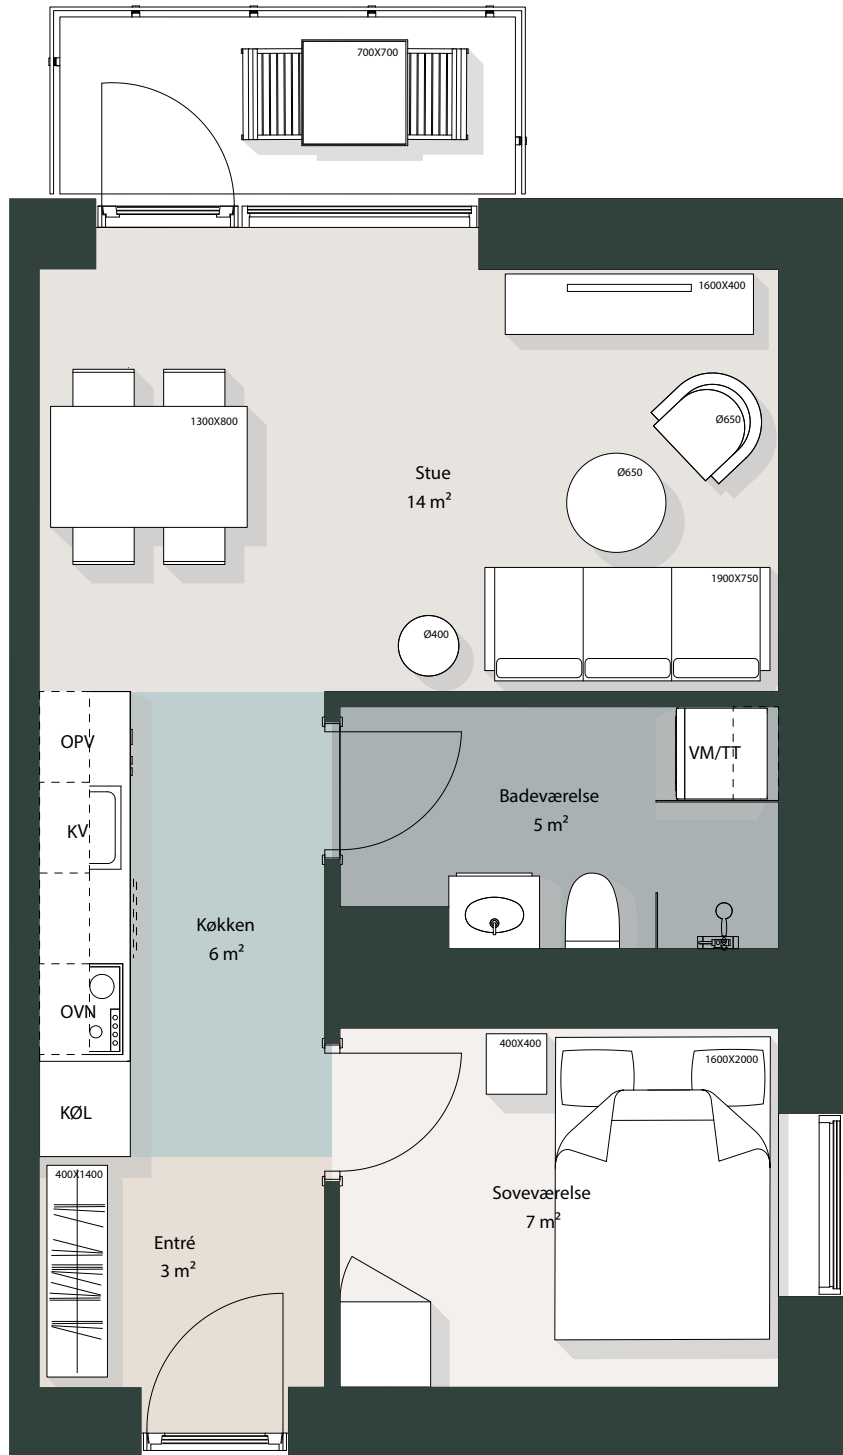 700X700
1600X400
1300X800
Ø650
Stue
14 m²
Ø650
1900X750
Ø400
OPV
VM/TT
Badeværelse
5 m²
KV
Køkken
6 m²
OVN
400X400
1600X2000
KØL
400X1400
Soveværelse
7 m²
Entré
3 m²